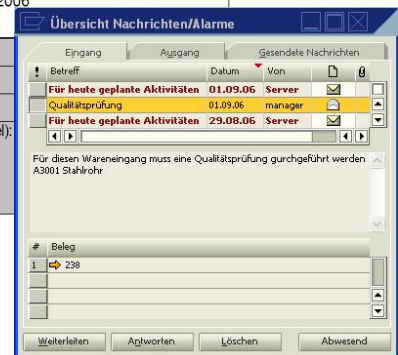 2006
Übersicht Nachrichten/Alarme
Eingang Ausgang Gesendete Nachrichten
! Betreff Datum Von
Für heute geplante Aktivitäten 01.09.06 Server
Qualitätsprüfung 01.09.06 manager
Für heute geplante Aktivitäten 29.08.06 Server
el):
Für diesen Wareneingang muss eine Qualitätsprüfung gurchgeführt werden
A3001 Stahlrohr
# Beleg
1 238
Weiterleiten Antworten Löschen Abwesend